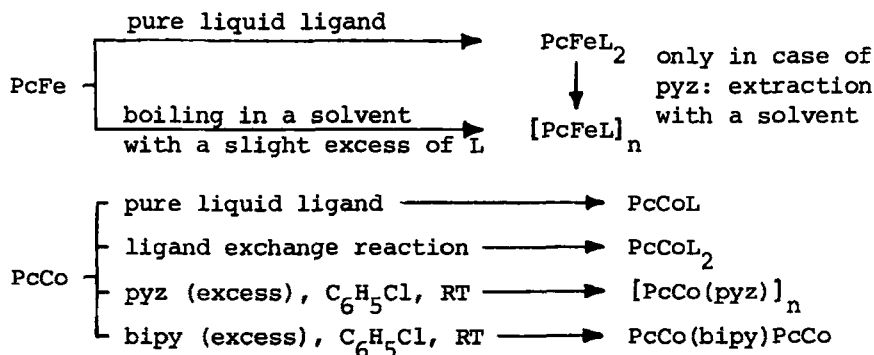 pure liquid ligand
PcFeL2 only in case of
PcFe pyz: extraction
boiling in a solvent with a solvent
with a slight excess of L [PcFeL]n
pure liquid ligand PcCoL
ligand exchange reaction PcCoL2
PcCo
pyz (excess), C6H5Cl, RT [PcCo(pyz)]n
bipy (excess), C6H5Cl, RT PcCo(bipy)PcCo